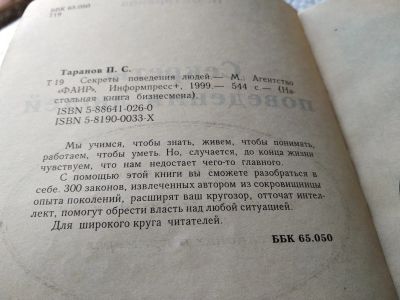 ББК 65.050
Т19
Таранов П. С.
Т 19 Секреты поведения людей.— М.: Агентство
«ФАИР», Информпресс+, 1999.— 544 с.— (На-
стольная книга бизнесмена).
ISBN 5-88641-026-0
ISBN 5-8190-0033-X
Мы учимся, чтобы знать, живем, чтобы понимать,
работаем, чтобы уметь. Но, случается, до конца жизни
чувствуем, что нам недостает чего-то главного.
С помощью этой книги вы сможете разобраться в
себе. 300 законов, извлеченных автором из сокровищницы
опыта поколений, расширят ваш кругозор, отточат ин-
теллект, помогут обрести власть над любой ситуацией.
Для широкого круга читателей.
ББК 65.050